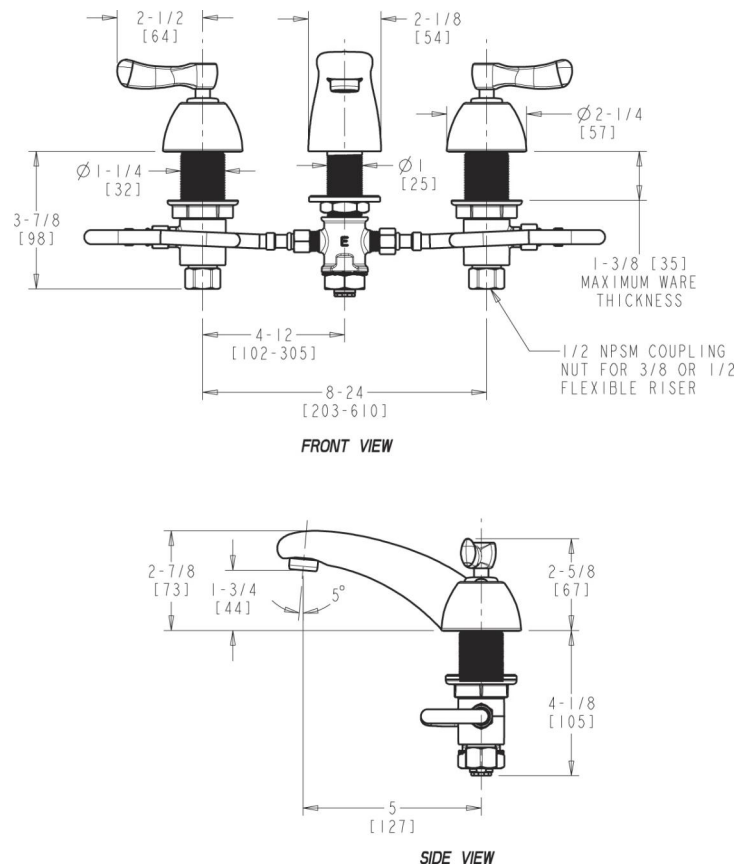 2-1/2
[64]
2-1/8
[54]
Ø2-1/4
[57]
Ø1-1/4
[32]
Ø1
[25]
3-7/8
[98]
E
1-3/8 [35]
MAXIMUM WARE
THICKNESS
4-12
[102-305]
1/2 NPSM COUPLING
NUT FOR 3/8 OR 1/2
FLEXIBLE RISER
8-24
[203-610]
FRONT VIEW
2-7/8
[73]
1-3/4
[44]
5°
2-5/8
[67]
4-1/8
[105]
5
[127]
SIDE VIEW